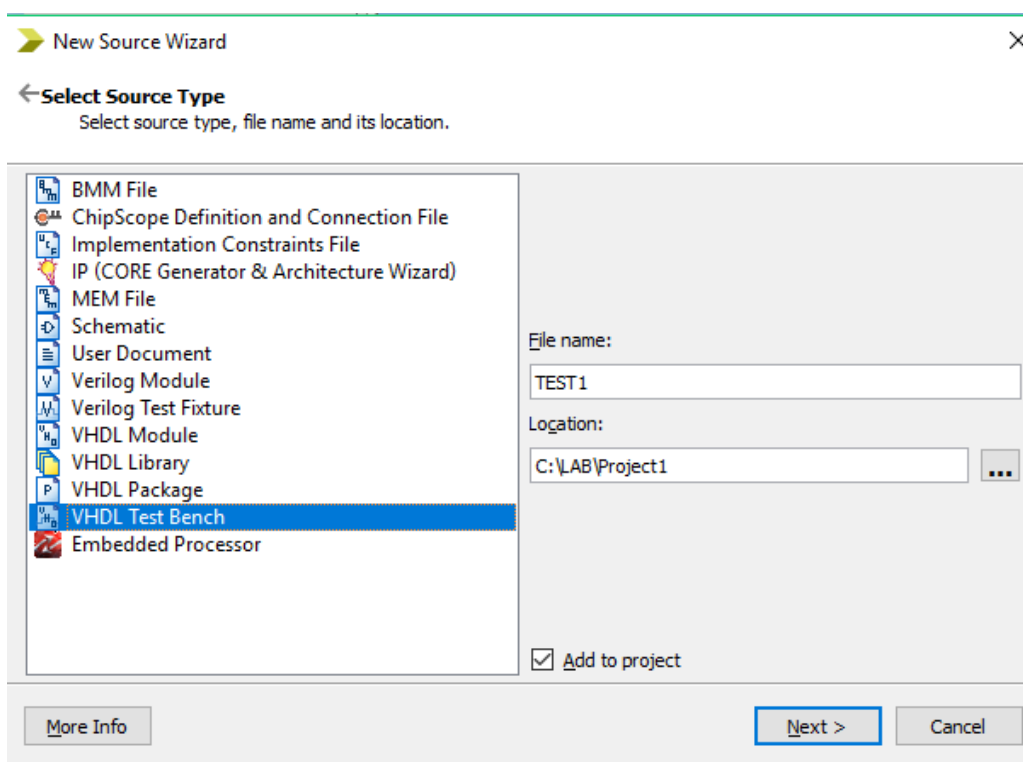 New Source Wizard
Select Source Type
Select source type, file name and its location.
BMM File
ChipScope Definition and Connection File
Implementation Constraints File
IP (CORE Generator & Architecture Wizard)
MEM File
Schematic
User Document
Verilog Module
Verilog Test Fixture
VHDL Module
VHDL Library
VHDL Package
VHDL Test Bench
Embedded Processor
File name:
TEST1
Location:
C:\LAB\Project1
...
Add to project
More Info
Next >
Cancel